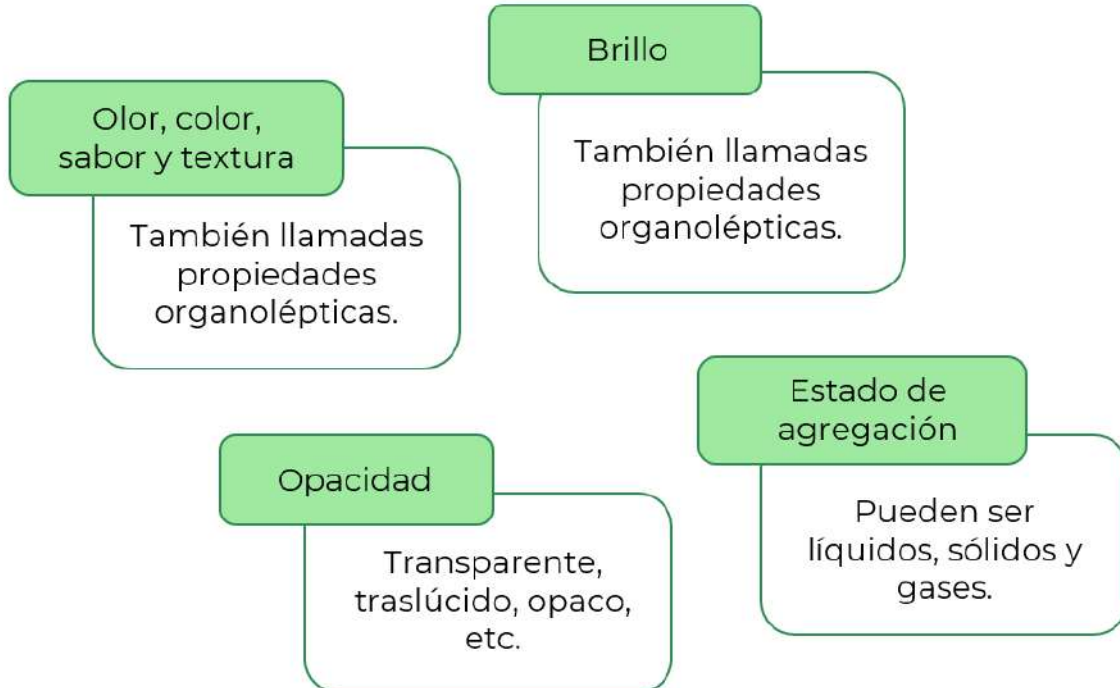 Olor, color,
sabor y textura
También llamadas
propiedades
organolépticas.
Brillo
También llamadas
propiedades
organolépticas.
Opacidad
Transparente,
traslúcido, opaco,
etc.
Estado de
agregación
Pueden ser
líquidos, sólidos y
gases.